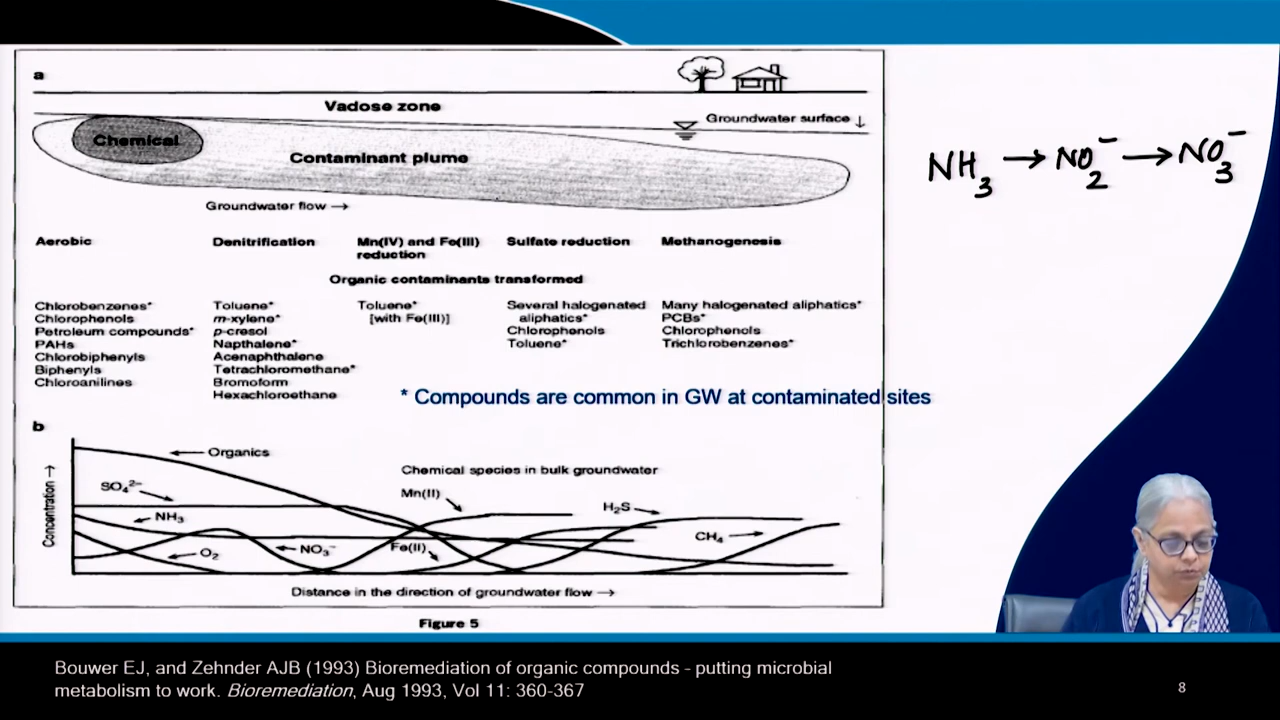 a
Vadose zone
Groundwater surface ↓
Chemical
Contaminant plume
Groundwater flow →
NH3 → NO2- → NO3-
Aerobic
Denitrification
Mn(IV) and Fe(III)
reduction
Sulfate reduction
Methanogenesis
Organic contaminants transformed
Chlorobenzenes*
Chlorophenols
Petroleum compounds*
PAHs
Chlorobiphenyls
Biphenyls
Chloroanilines
Toluene*
m-xylene*
p-cresol
Napthalene*
Acenaphthalene
Tetrachloromethane*
Bromoform
Hexachloroethane
Toluene*
[with Fe(III)]
Several halogenated
aliphatics*
Chlorophenols
Toluene*
Many halogenated aliphatics*
PCBs*
Chlorophenols
Trichlorobenzenes*
* Compounds are common in GW at contaminated sites
b
Concentration →
Organics
Chemical species in bulk groundwater
SO4 2-
Mn(II)
H2S
NH3
CH4
O2
NO3-
Fe(II)
Distance in the direction of groundwater flow →
Figure 5
Bouwer EJ, and Zehnder AJB (1993) Bioremediation of organic compounds - putting microbial
metabolism to work. Bioremediation, Aug 1993, Vol 11: 360-367
8